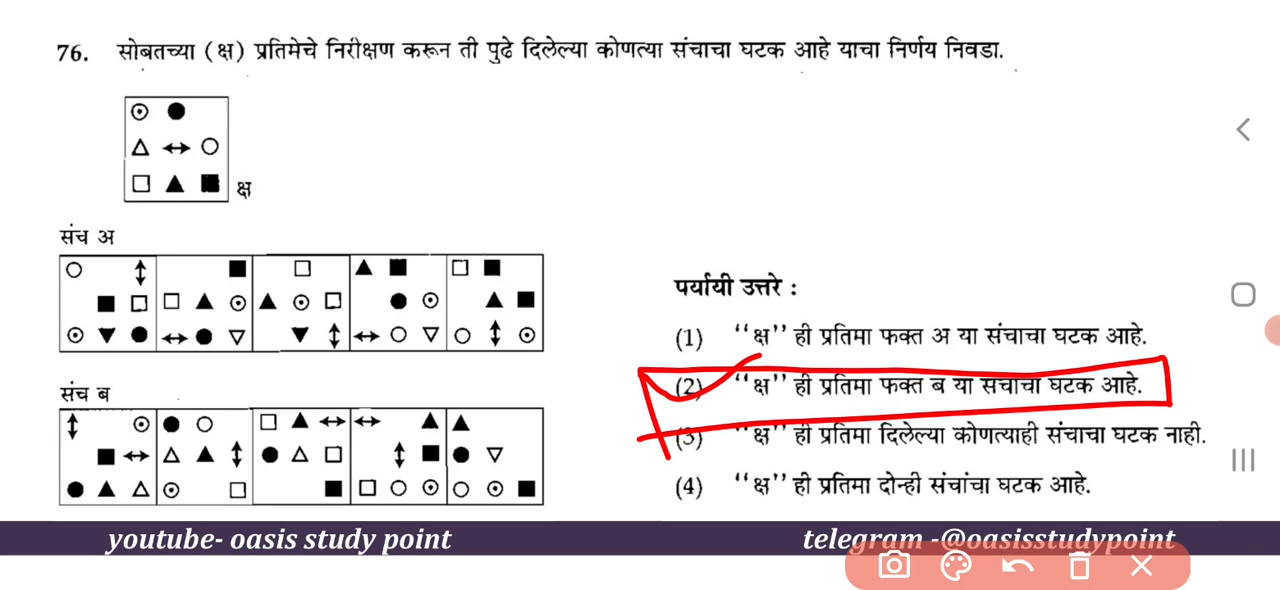 76. सोबतच्या (क्ष) प्रतिमेचे निरीक्षण करून ती पुढे दिलेल्या कोणत्या संचाचा घटक आहे याचा निर्णय निवडा.
क्ष
संच अ
संच ब
पर्यायी उत्तरे :
(1) ‘‘क्ष’’ ही प्रतिमा फक्त अ या संचाचा घटक आहे.
(2) ‘‘क्ष’’ ही प्रतिमा फक्त ब या संचाचा घटक आहे.
(3) ‘‘क्ष’’ ही प्रतिमा दिलेल्या कोणत्याही संचाचा घटक नाही.
(4) ‘‘क्ष’’ ही प्रतिमा दोन्ही संचांचा घटक आहे.
youtube- oasis study point
telegram -@oasisstudypoint